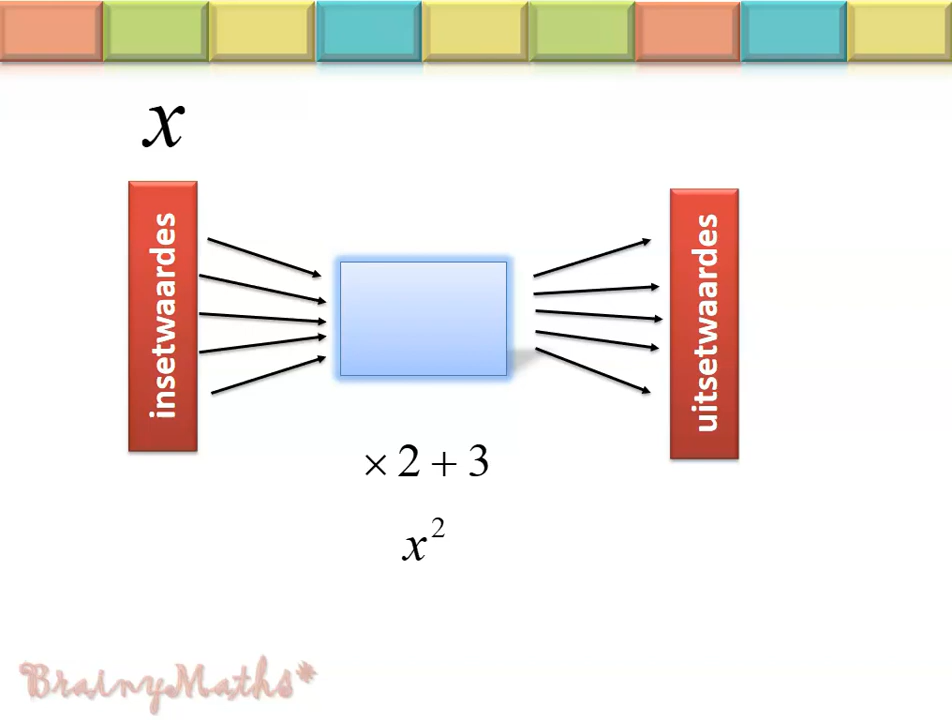 x
insetwaardes
uitsetwaardes
× 2 + 3
x²
BrainyMaths*